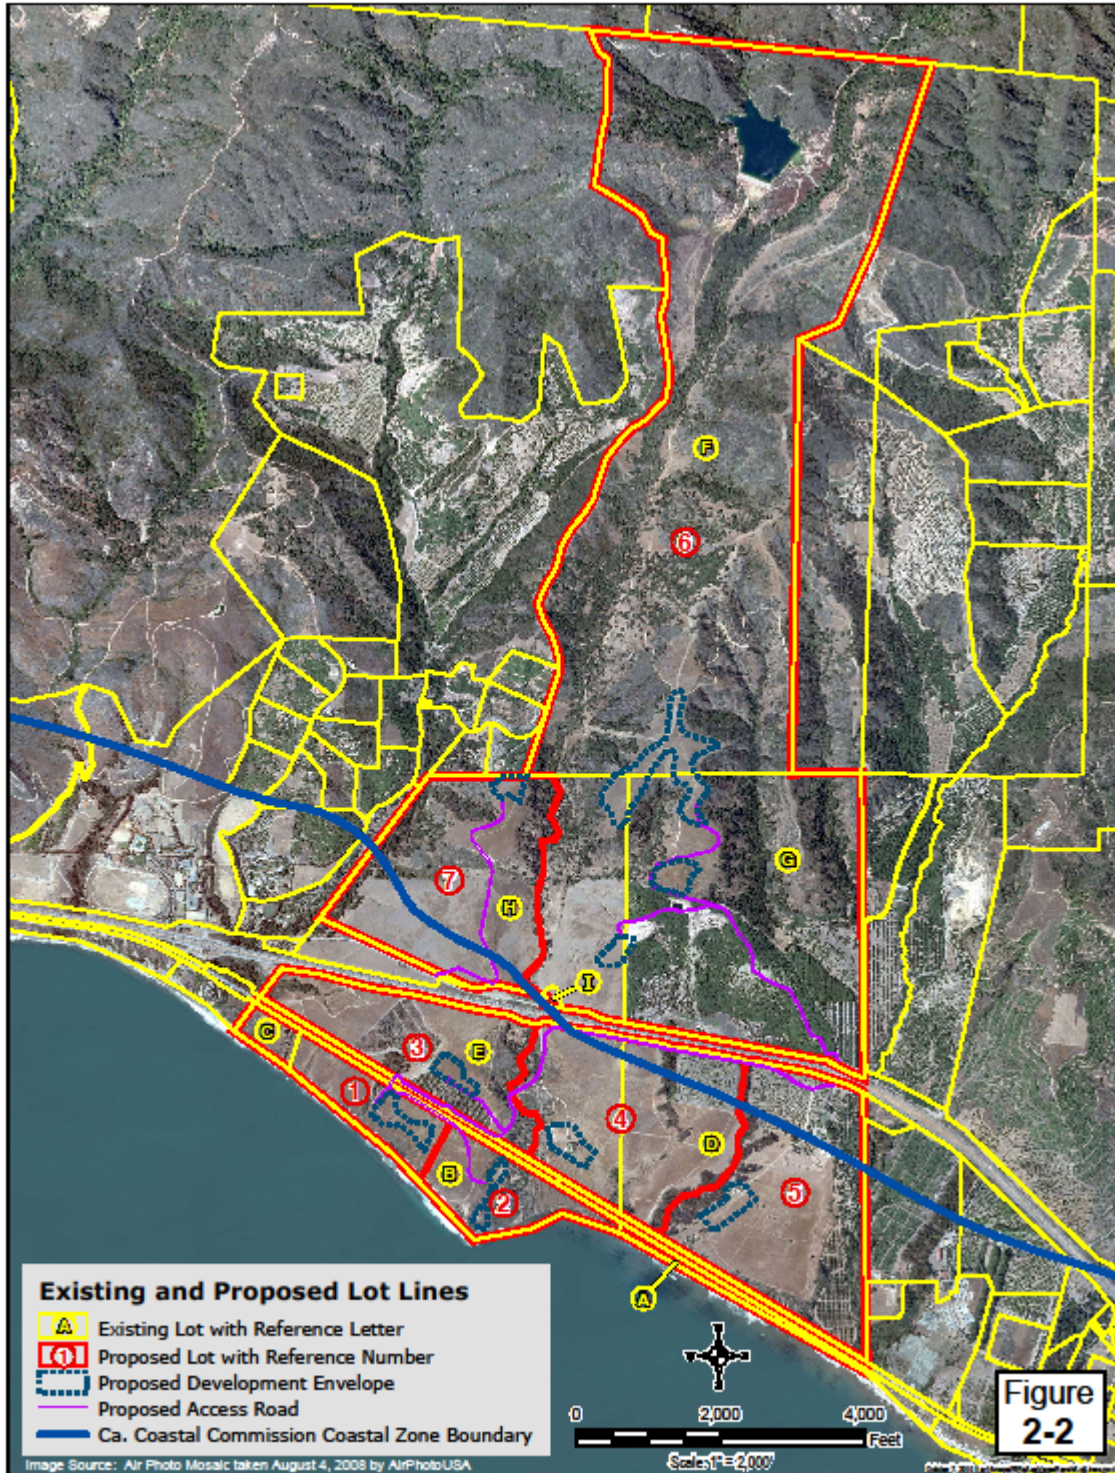 F
6
G
7
H
I
C
3
E
1
4
D
B
5
2
A
Existing and Proposed Lot Lines
A Existing Lot with Reference Letter
1 Proposed Lot with Reference Number
Proposed Development Envelope
Proposed Access Road
Ca. Coastal Commission Coastal Zone Boundary
0 2,000 4,000
Feet
Scale:1" = 2,000'
Figure
2-2
Image Source: Air Photo Mosaic taken August 4, 2008 by AirPhotoUSA